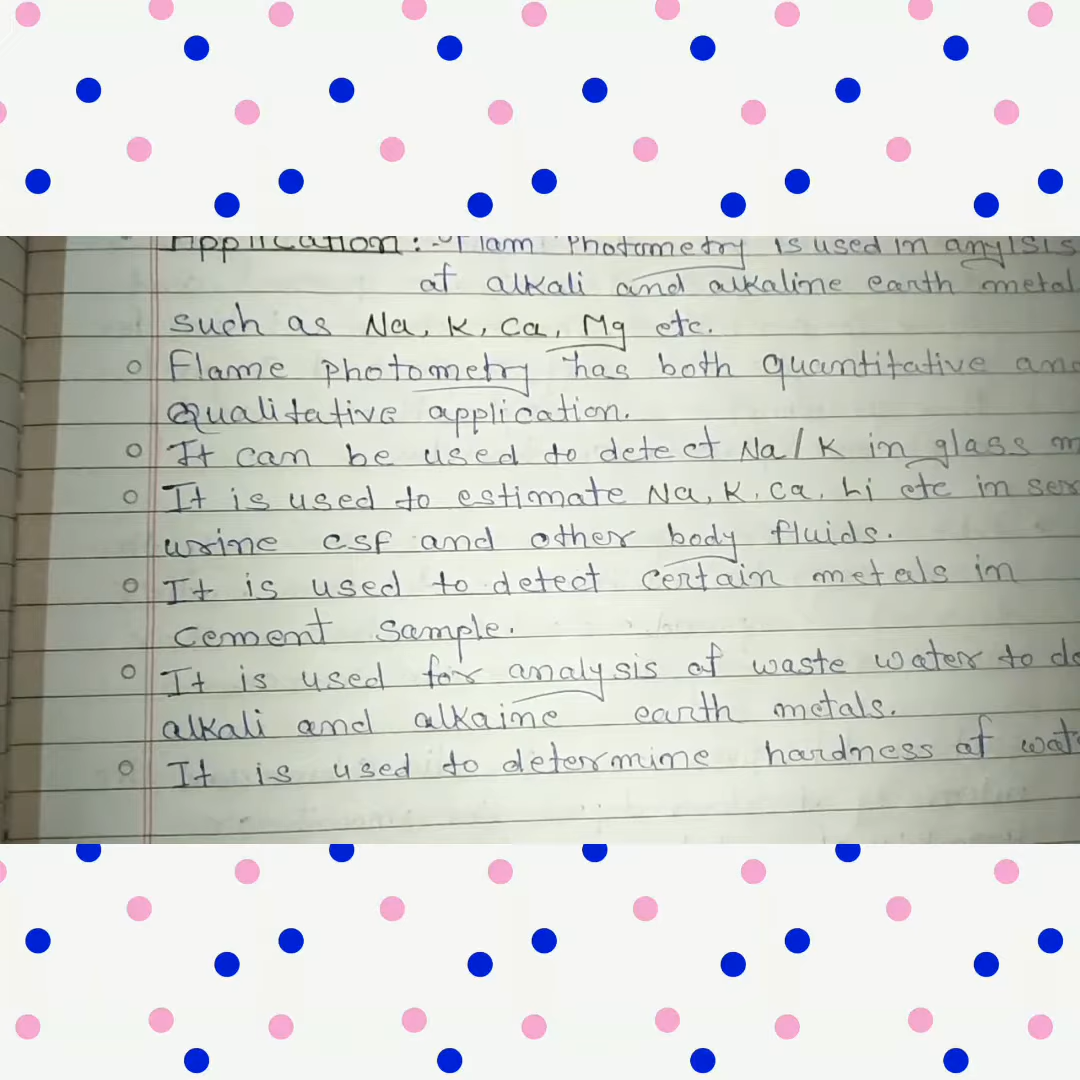 Application :- Flam Photometry is used in anylsis
of alkali and alkaline earth metal
such as Na, K, Ca, Mg etc.
Flame photometry has both quantitative and
qualitative application.
It can be used to detect Na/K in glass
It is used to estimate Na, K, Ca, Li etc in
urine csf and other body fluids.
It is used to detect certain metals in
cement sample.
It is used for analysis of waste water to
alkali and alkaine earth metals.
It is used to determine hardness of